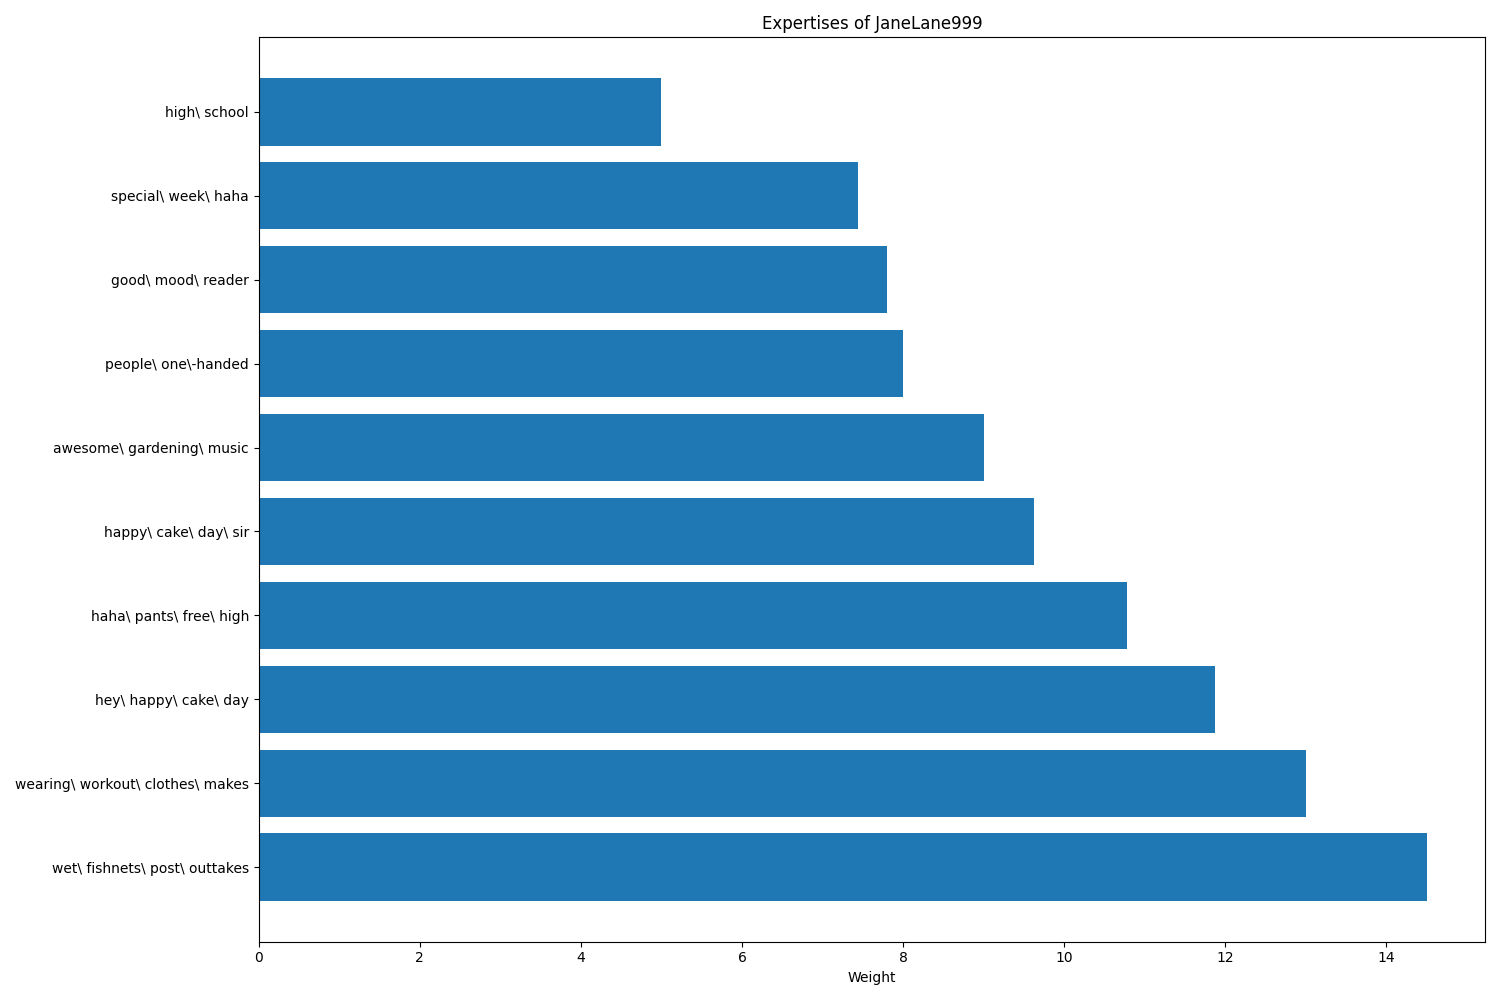 Expertises of JaneLane999
high\ school
special\ week\ haha
good\ mood\ reader
people\ one\-handed
awesome\ gardening\ music
happy\ cake\ day\ sir
haha\ pants\ free\ high
hey\ happy\ cake\ day
wearing\ workout\ clothes\ makes
wet\ fishnets\ post\ outtakes
0 2 4 6 8 10 12 14
Weight